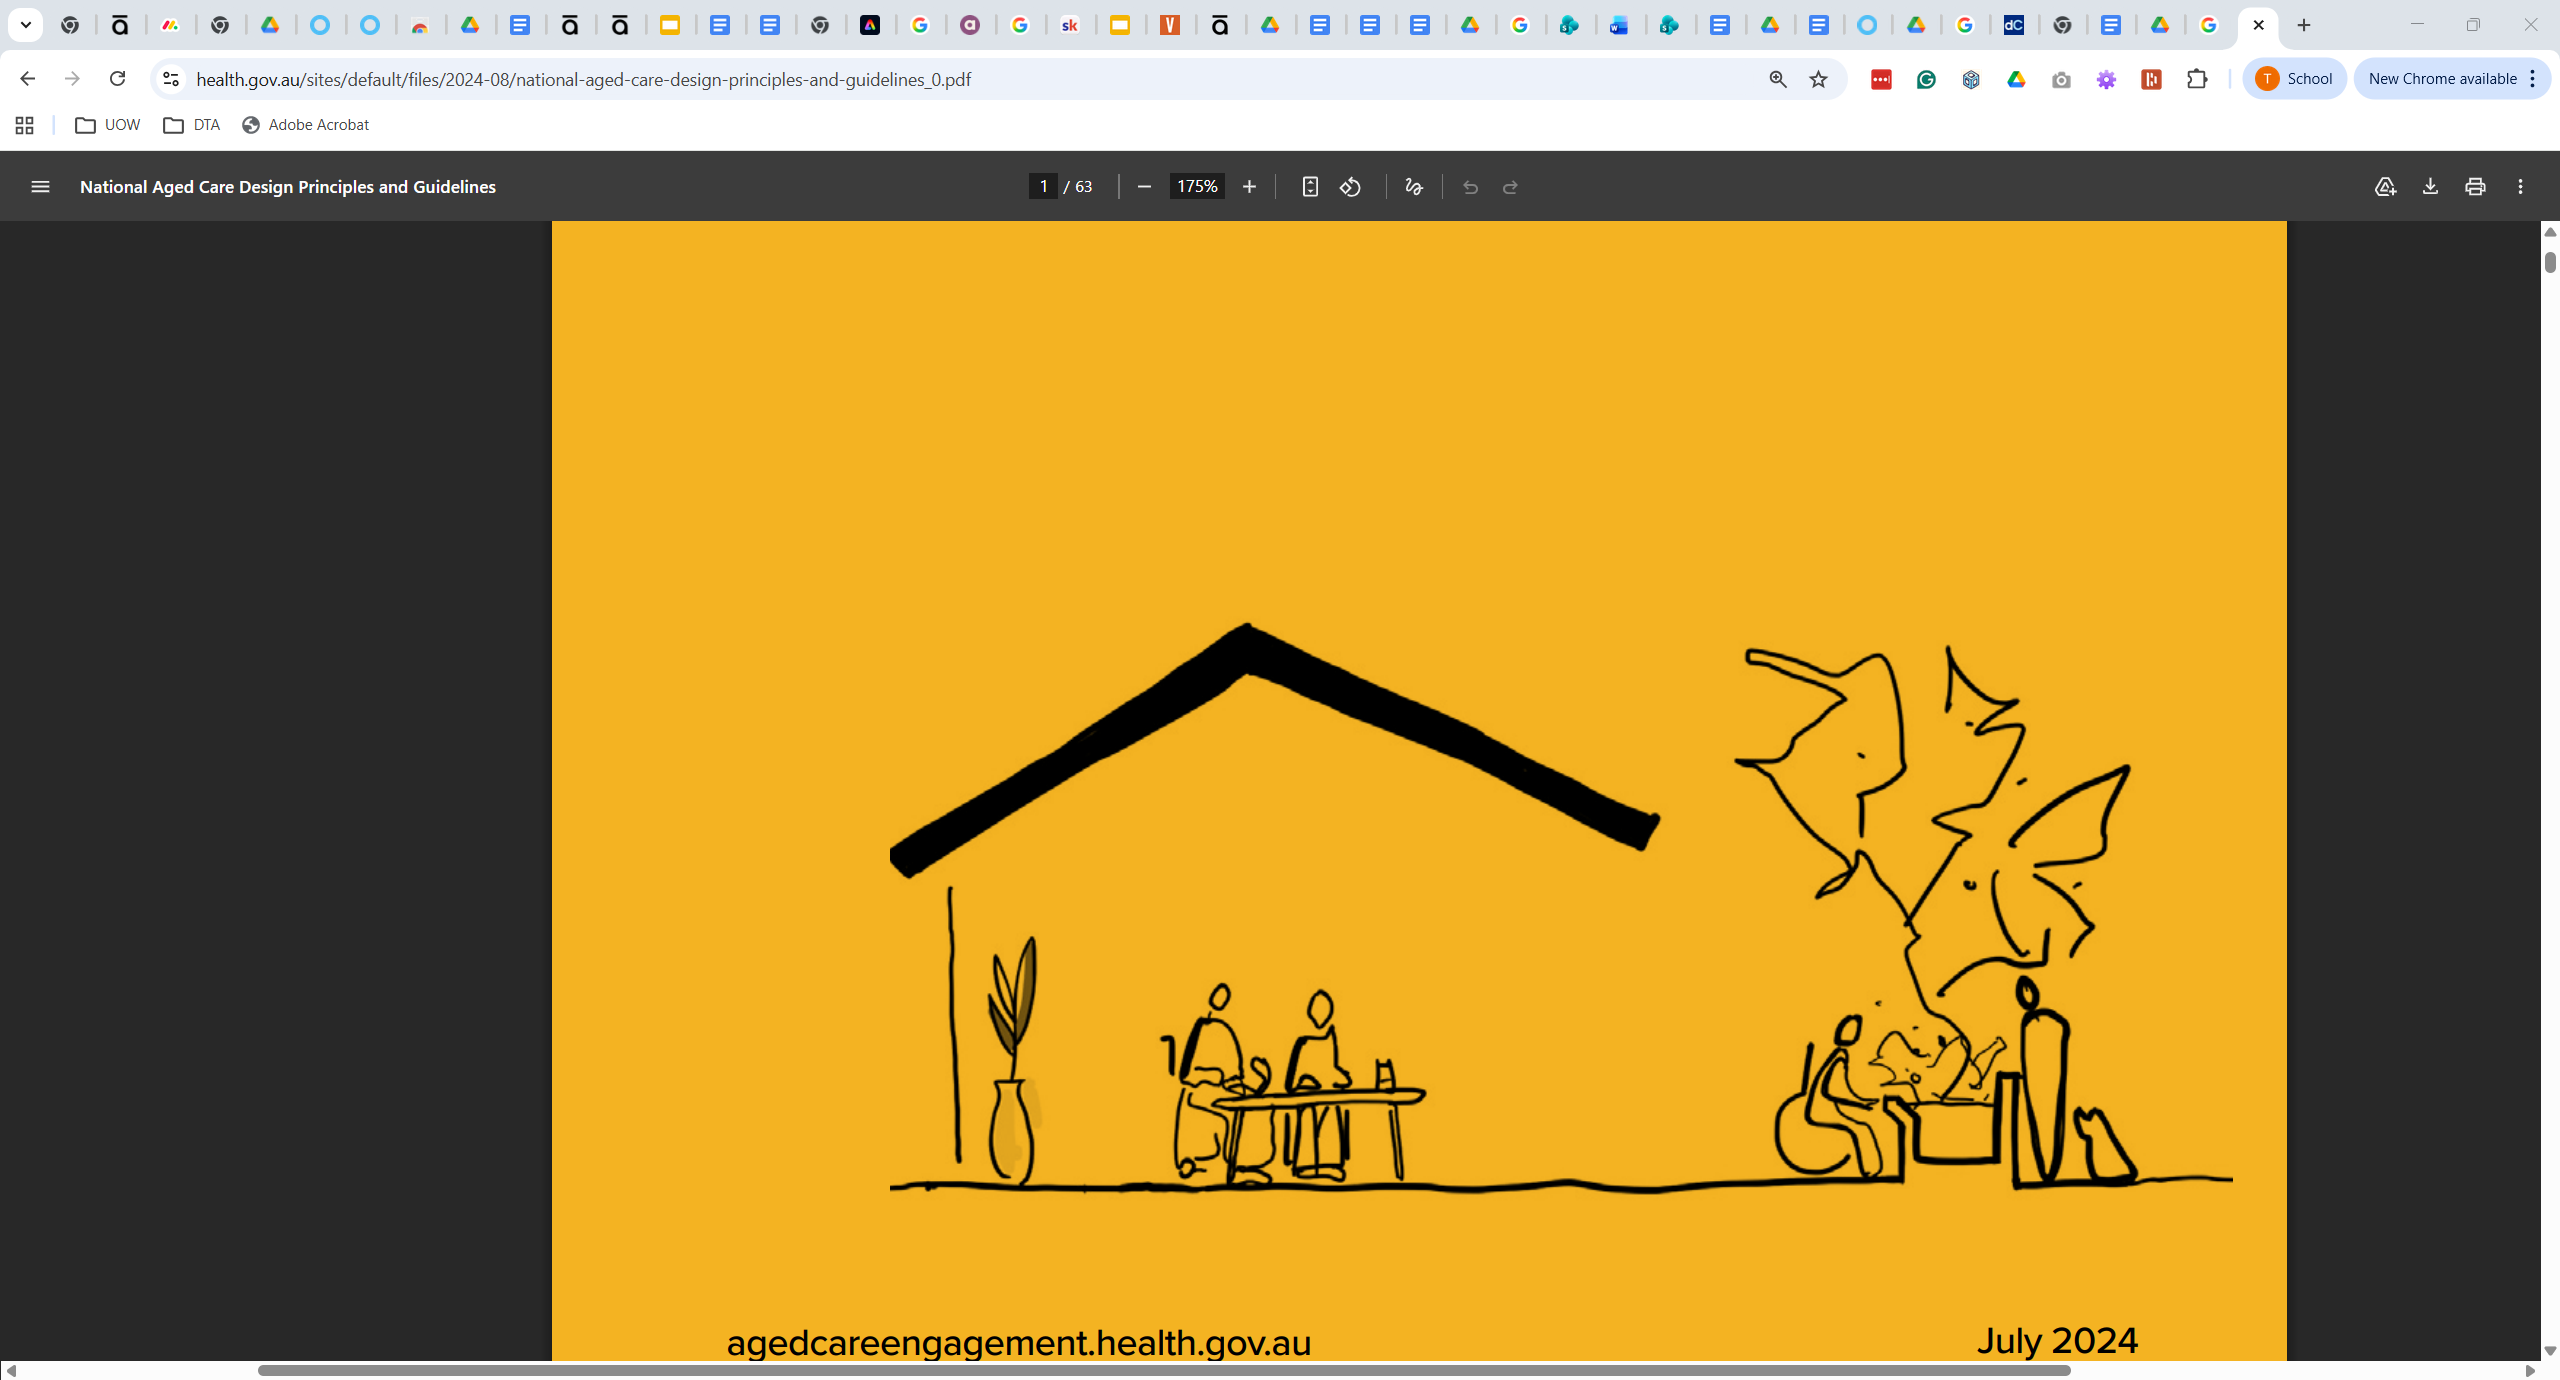 sk
V
dC
health.gov.au/sites/default/files/2024-08/national-aged-care-design-principles-and-guidelines_0.pdf
T School
New Chrome available
UOW
DTA
Adobe Acrobat
National Aged Care Design Principles and Guidelines
1 / 63
175%
agedcareengagement.health.gov.au
July 2024